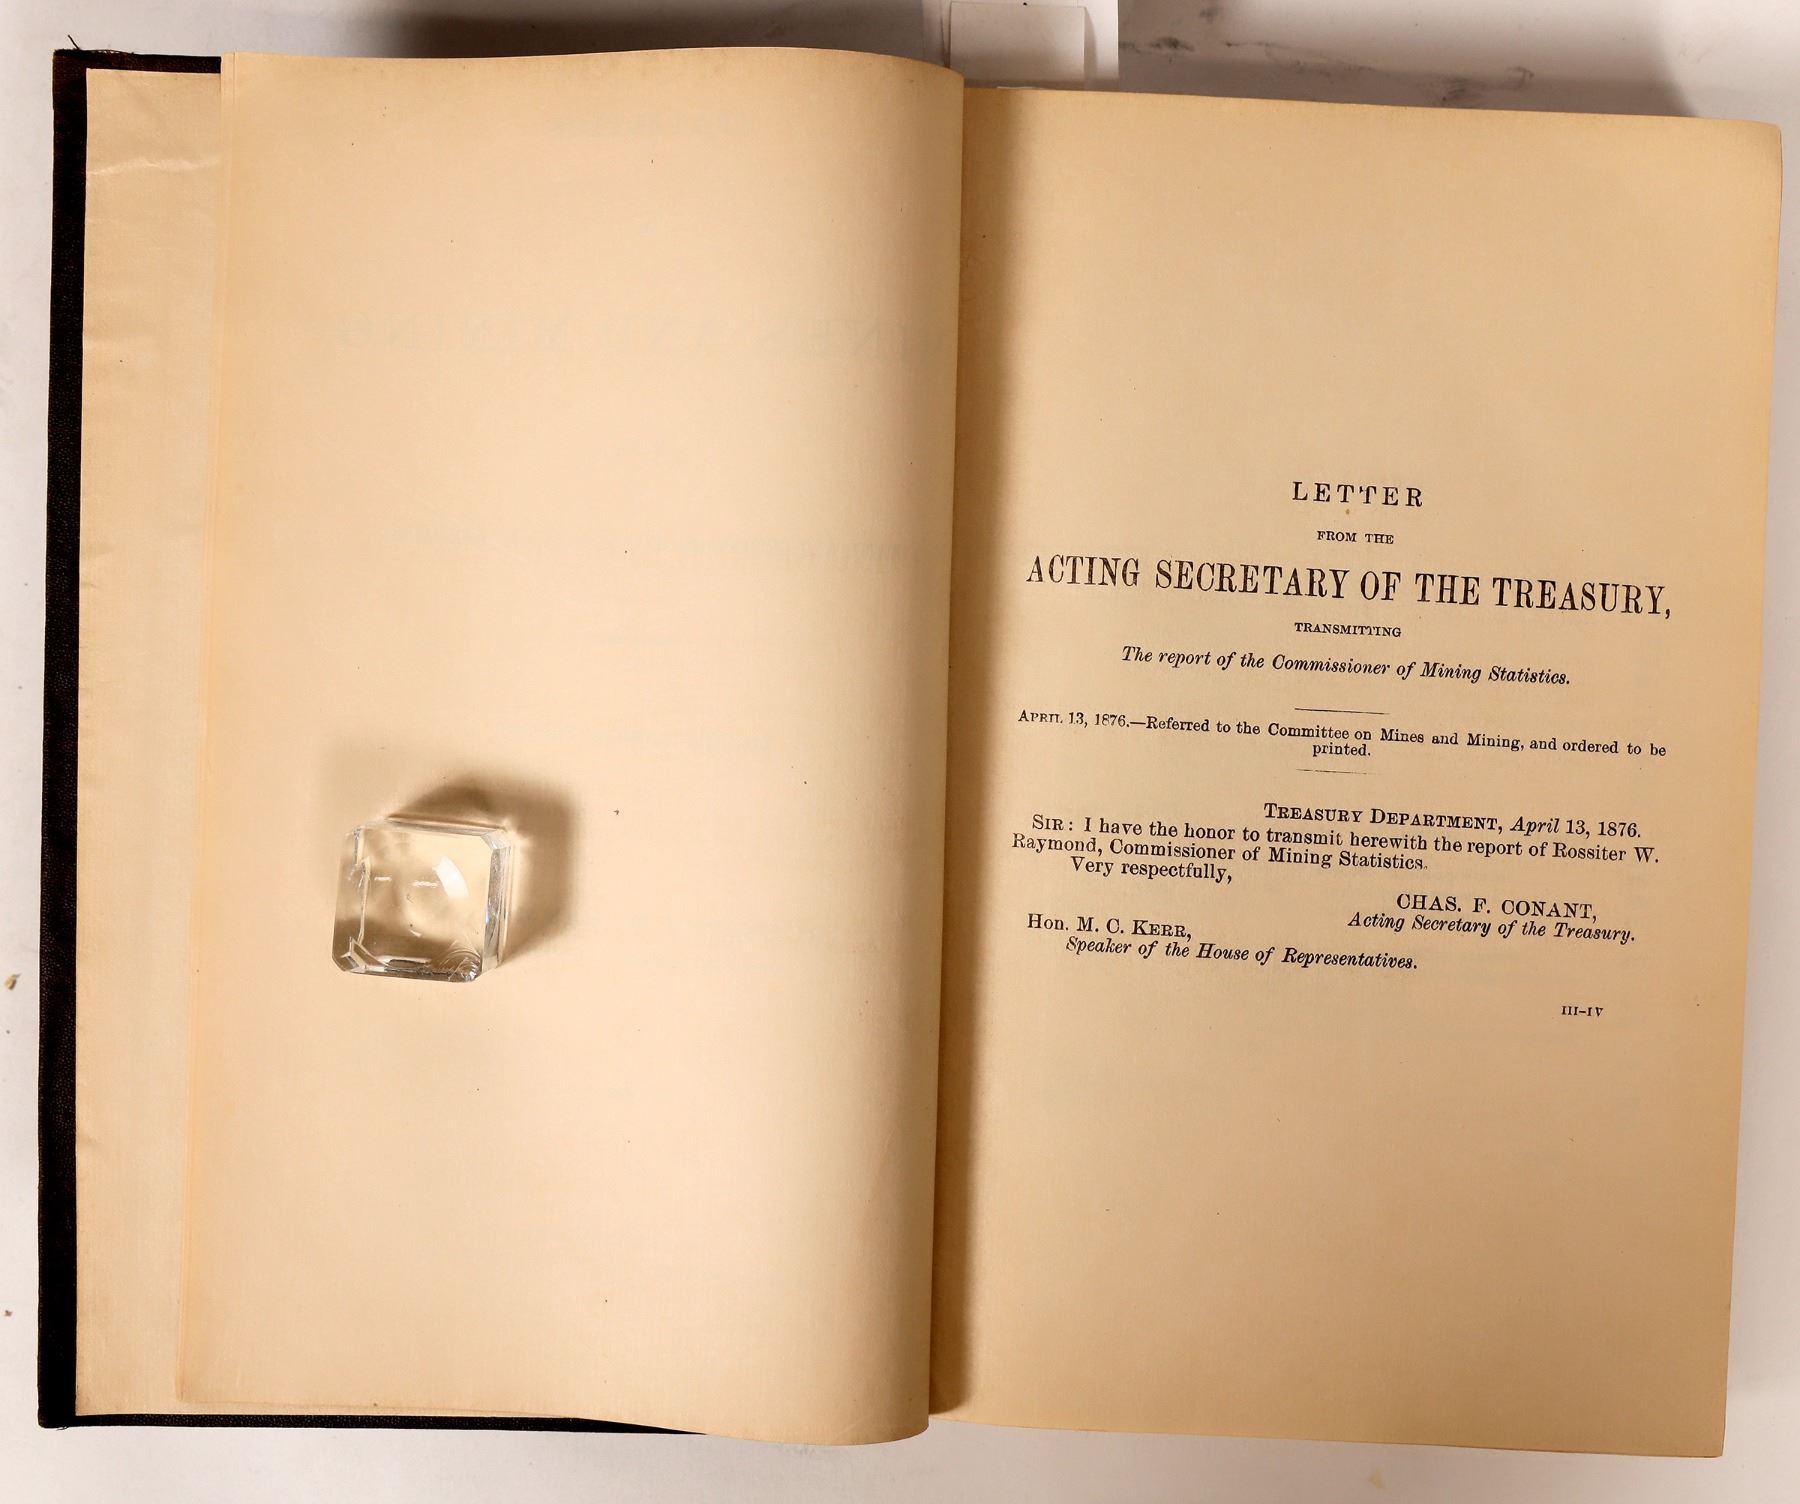 LETTER
FROM THE
ACTING SECRETARY OF THE TREASURY,
TRANSMITTING
The report of the Commissioner of Mining Statistics.
APRIL 13, 1876.—Referred to the Committee on Mines and Mining, and ordered to be
printed.
TREASURY DEPARTMENT, April 13, 1876.
SIR: I have the honor to transmit herewith the report of Rossiter W.
Raymond, Commissioner of Mining Statistics.
Very respectfully,
CHAS. F. CONANT,
Acting Secretary of the Treasury.
Hon. M. C. KERR,
Speaker of the House of Representatives.
III–IV